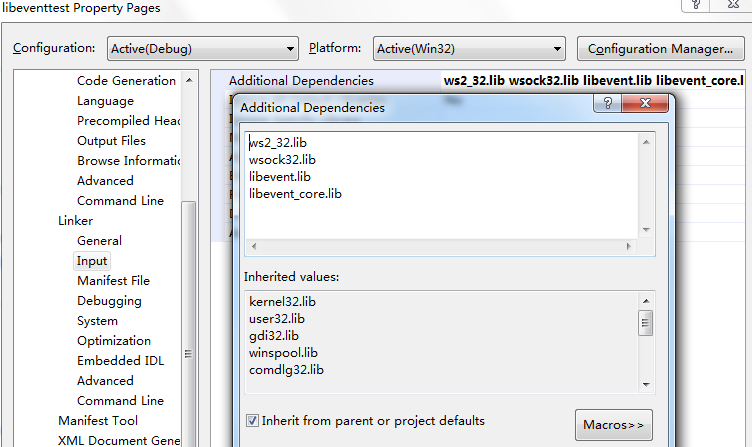 libeventtest Property Pages
Configuration: Active(Debug) Platform: Active(Win32) Configuration Manager...
Code Generation
Language
Precompiled Head
Output Files
Browse Informatic
Advanced
Command Line
Linker
General
Input
Manifest File
Debugging
System
Optimization
Embedded IDL
Advanced
Command Line
Manifest Tool
XML Document Gene
Additional Dependencies ws2_32.lib wsock32.lib libevent.lib libevent_core.l
Additional Dependencies
ws2_32.lib
wsock32.lib
libevent.lib
libevent_core.lib
Inherited values:
kernel32.lib
user32.lib
gdi32.lib
winspool.lib
comdlg32.lib
Inherit from parent or project defaults
Macros>>